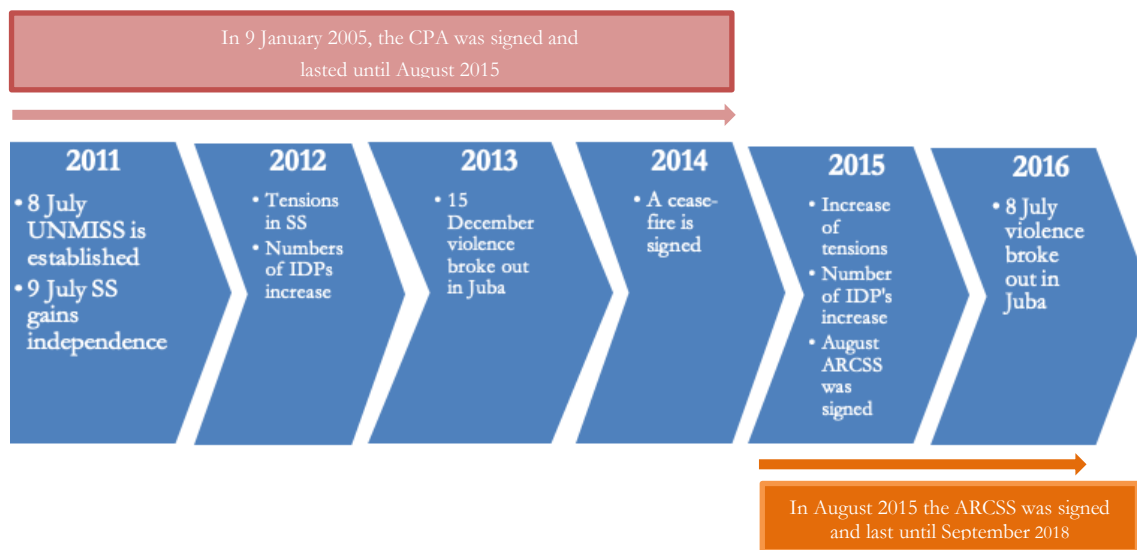 In 9 January 2005, the CPA was signed and
lasted until August 2015
2011
• 8 July
UNMISS is
established
• 9 July SS
gains
independence
2012
• Tensions
in SS
• Numbers
of IDPs
increase
2013
• 15
December
violence
broke out
in Juba
2014
• A cease-
fire is
signed
2015
• Increase
of
tensions
• Number
of IDP's
increase
• August
ARCSS
was
signed
2016
• 8 July
violence
broke
out in
Juba
In August 2015 the ARCSS was signed
and last until September 2018